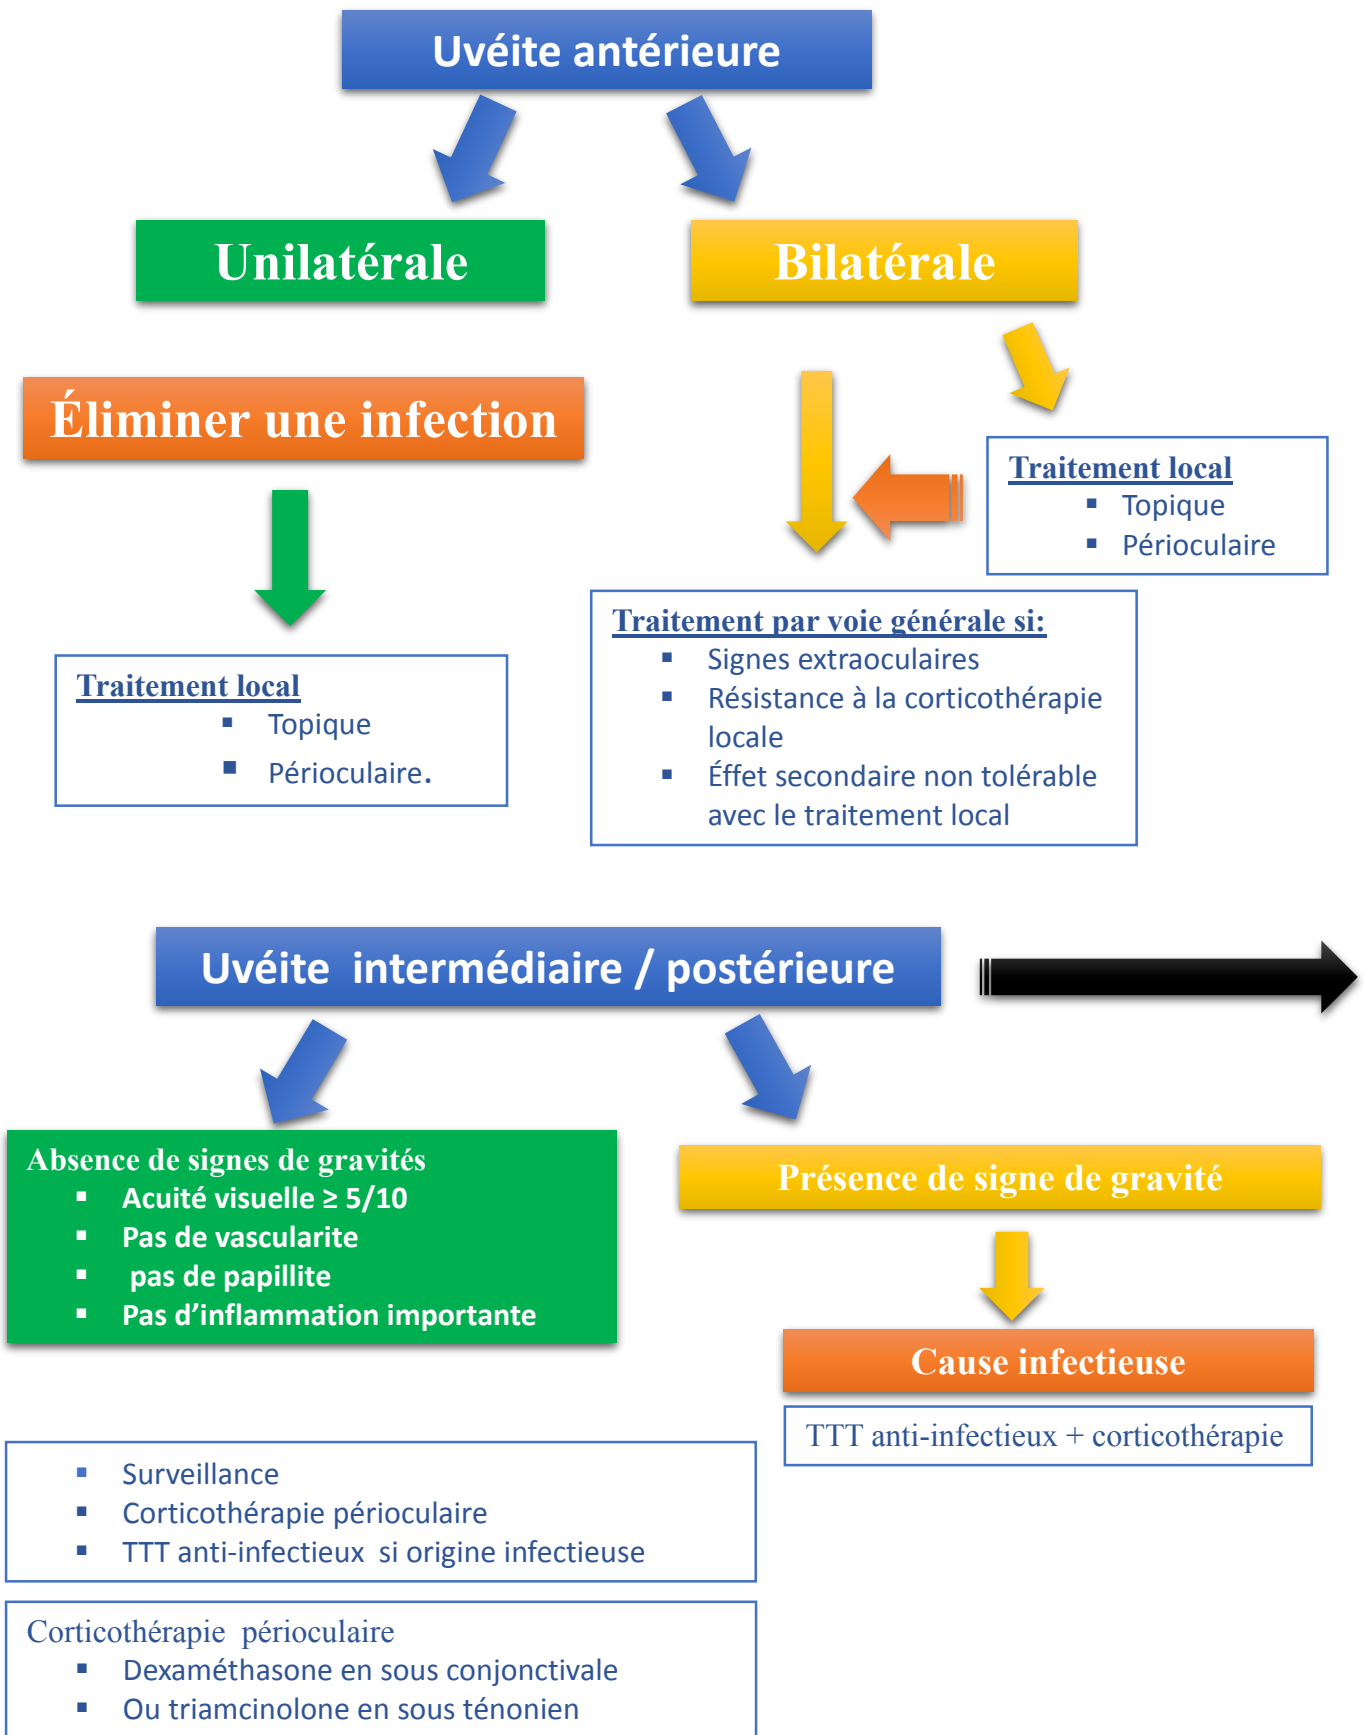 Uvéite antérieure
Unilatérale
Bilatérale
Éliminer une infection
Traitement local
▪ Topique
▪ Périoculaire
Traitement local
▪ Topique
▪ Périoculaire.
Traitement par voie générale si:
▪ Signes extraoculaires
▪ Résistance à la corticothérapie
locale
▪ Éffet secondaire non tolérable
avec le traitement local
Uvéite intermédiaire / postérieure
Absence de signes de gravités
▪ Acuité visuelle ≥ 5/10
▪ Pas de vascularite
▪ pas de papillite
▪ Pas d’inflammation importante
Présence de signe de gravité
Cause infectieuse
TTT anti-infectieux + corticothérapie
▪ Surveillance
▪ Corticothérapie périoculaire
▪ TTT anti-infectieux si origine infectieuse
Corticothérapie périoculaire
▪ Dexaméthasone en sous conjonctivale
▪ Ou triamcinolone en sous ténonien